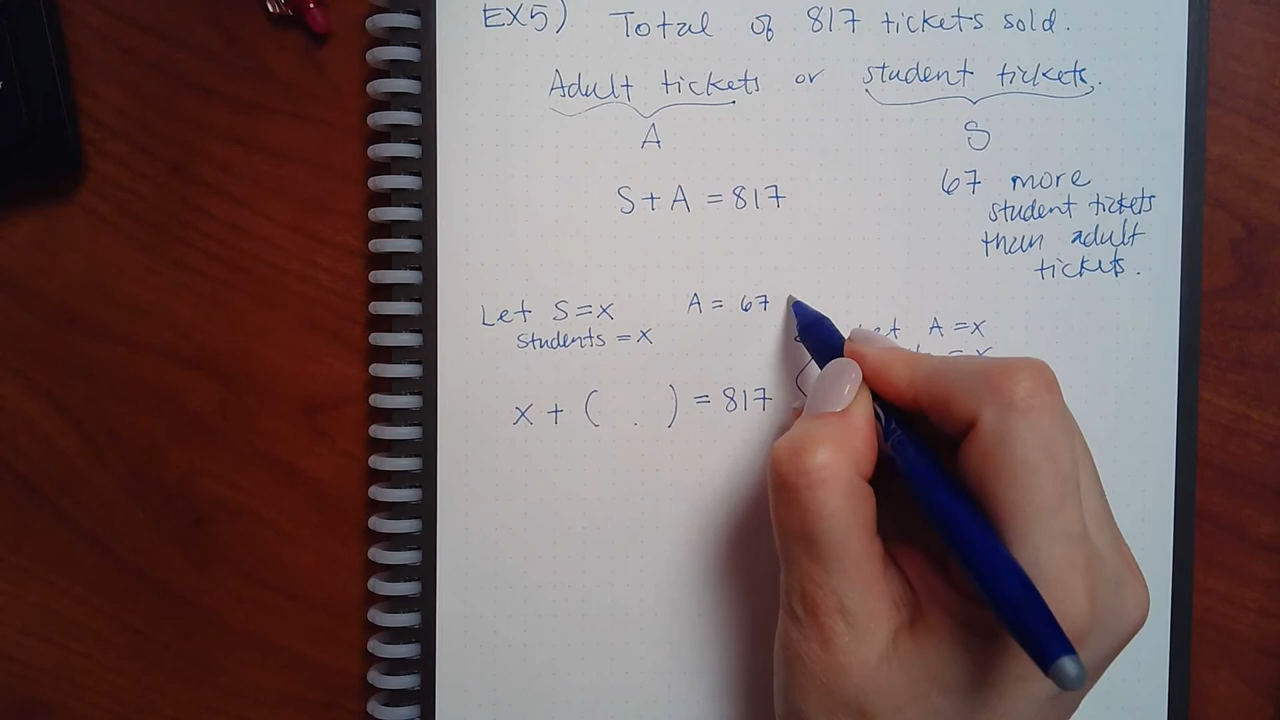 EX5) Total of 817 tickets sold.
Adult tickets or student tickets.
A
S
S+A = 817
67 more
student tickets
than adult
tickets.
Let S=x
students = x
A = 67
A = x
= x
x + ( . ) = 817